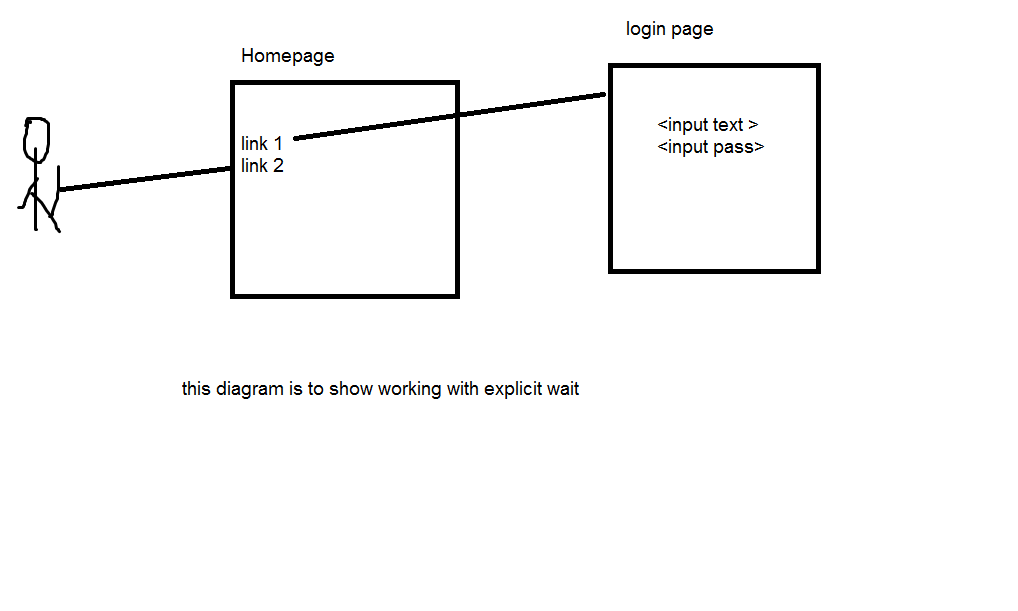 Homepage
link 1
link 2
login page
<input text >
<input pass>
this diagram is to show working with explicit wait